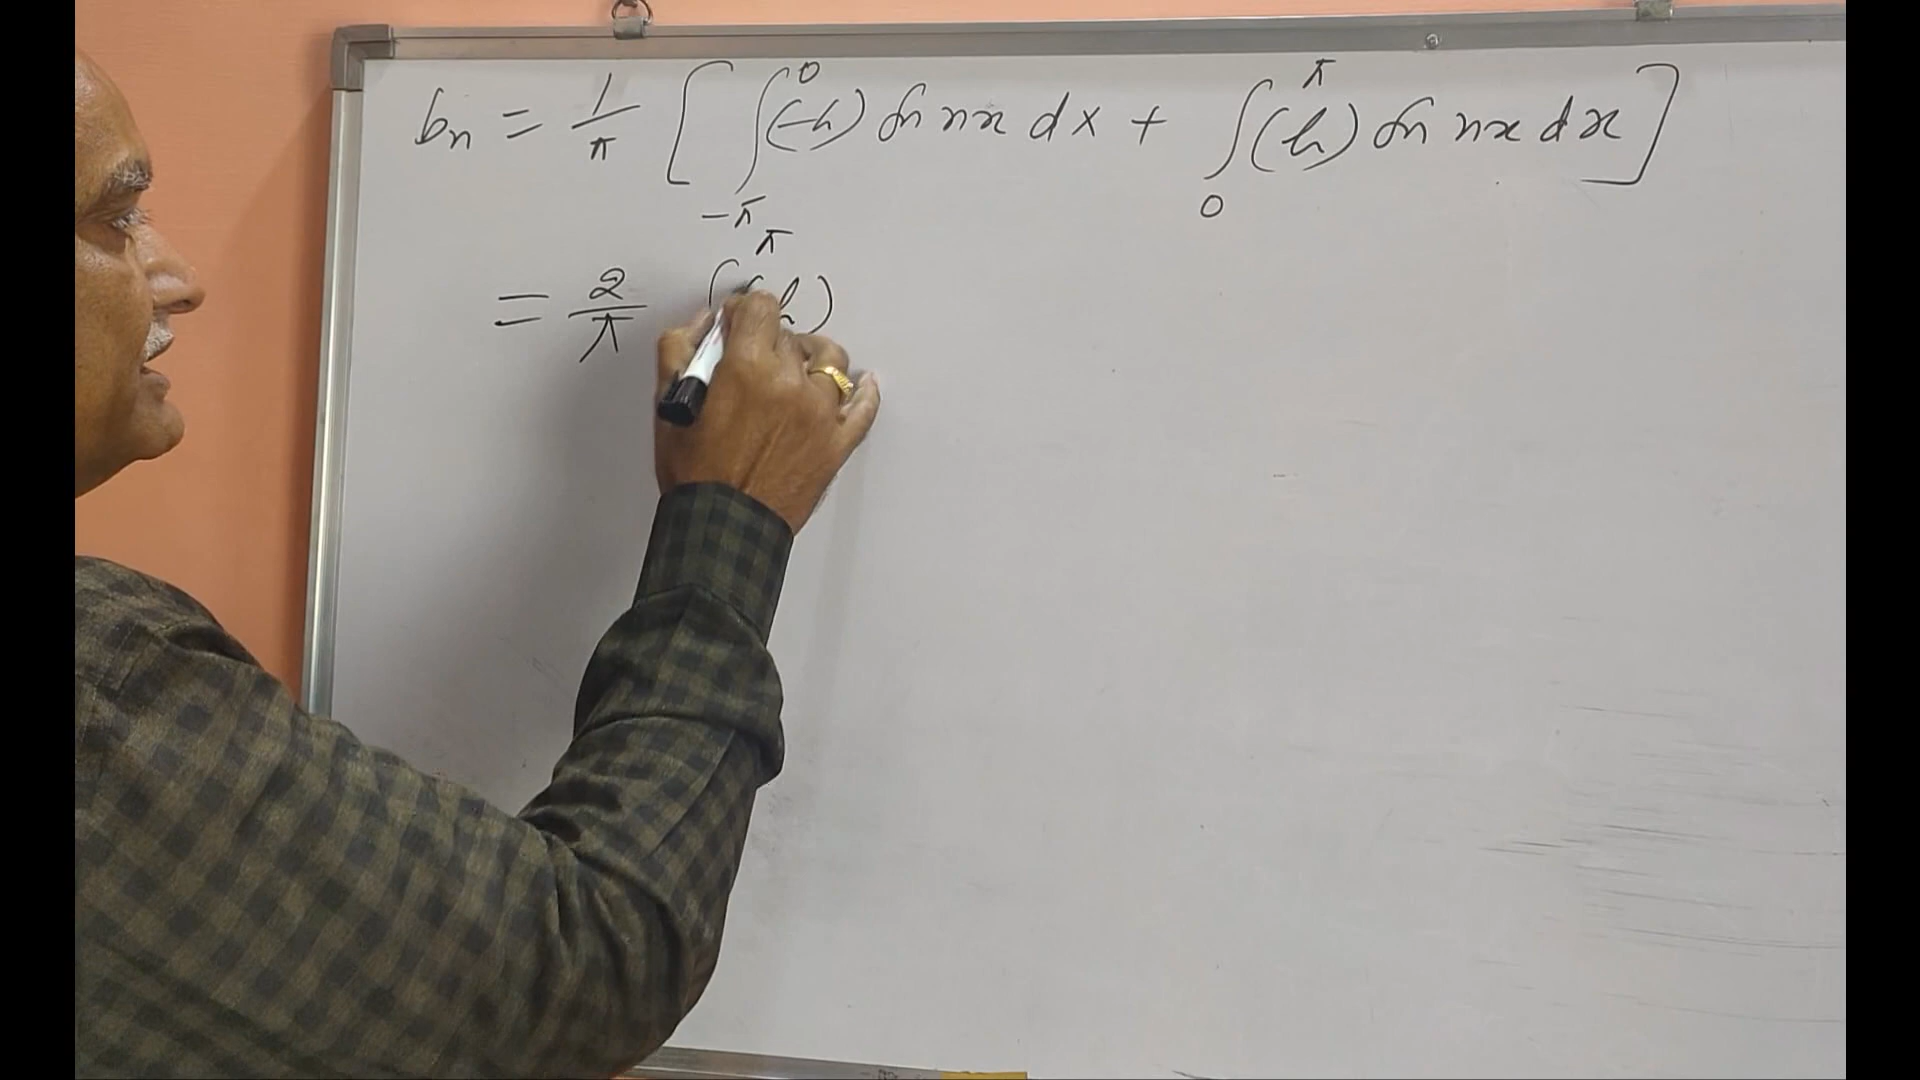 bₙ = 1/π [ ∫_{-π}^{0} (-h) sin nx dx + ∫_{0}^{π} (h) sin nx dx ]
= 2/π ∫^{π} (h)